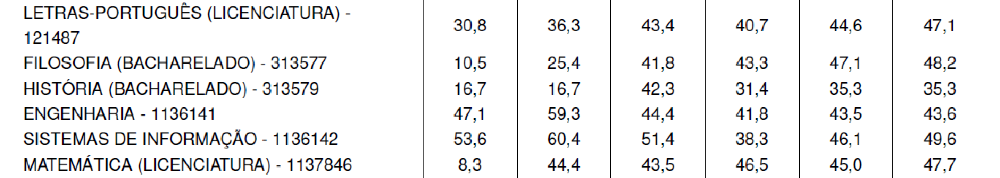 LETRAS-PORTUGUÊS (LICENCIATURA) -
121487 30,8 36,3 43,4 40,7 44,6 47,1
FILOSOFIA (BACHARELADO) - 313577 10,5 25,4 41,8 43,3 47,1 48,2
HISTÓRIA (BACHARELADO) - 313579 16,7 16,7 42,3 31,4 35,3 35,3
ENGENHARIA - 1136141 47,1 59,3 44,4 41,8 43,5 43,6
SISTEMAS DE INFORMAÇÃO - 1136142 53,6 60,4 51,4 38,3 46,1 49,6
MATEMÁTICA (LICENCIATURA) - 1137846 8,3 44,4 43,5 46,5 45,0 47,7